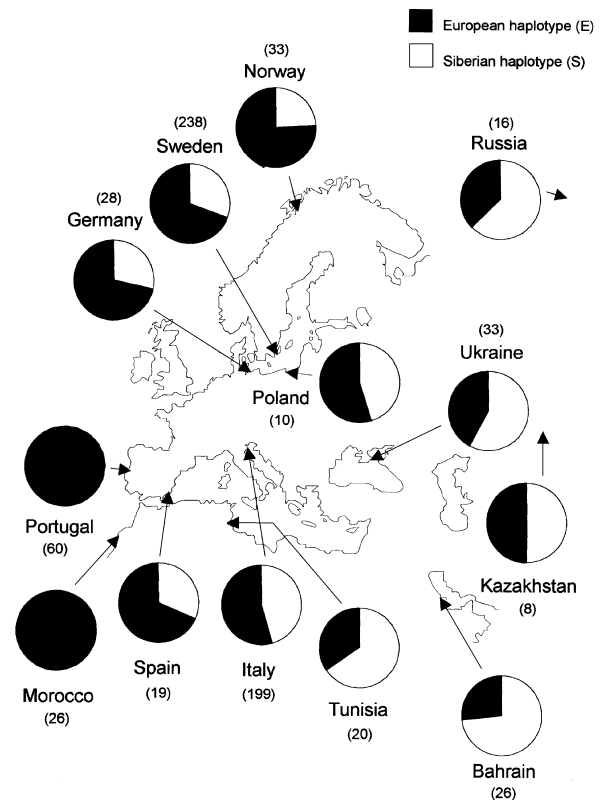 European haplotype (E)
Siberian haplotype (S)
(33)
Norway
(238)
Sweden
(28)
Germany
(16)
Russia
(33)
Ukraine
Poland
(10)
Portugal
(60)
Kazakhstan
(8)
Morocco
(26)
Spain
(19)
Italy
(199)
Tunisia
(20)
Bahrain
(26)